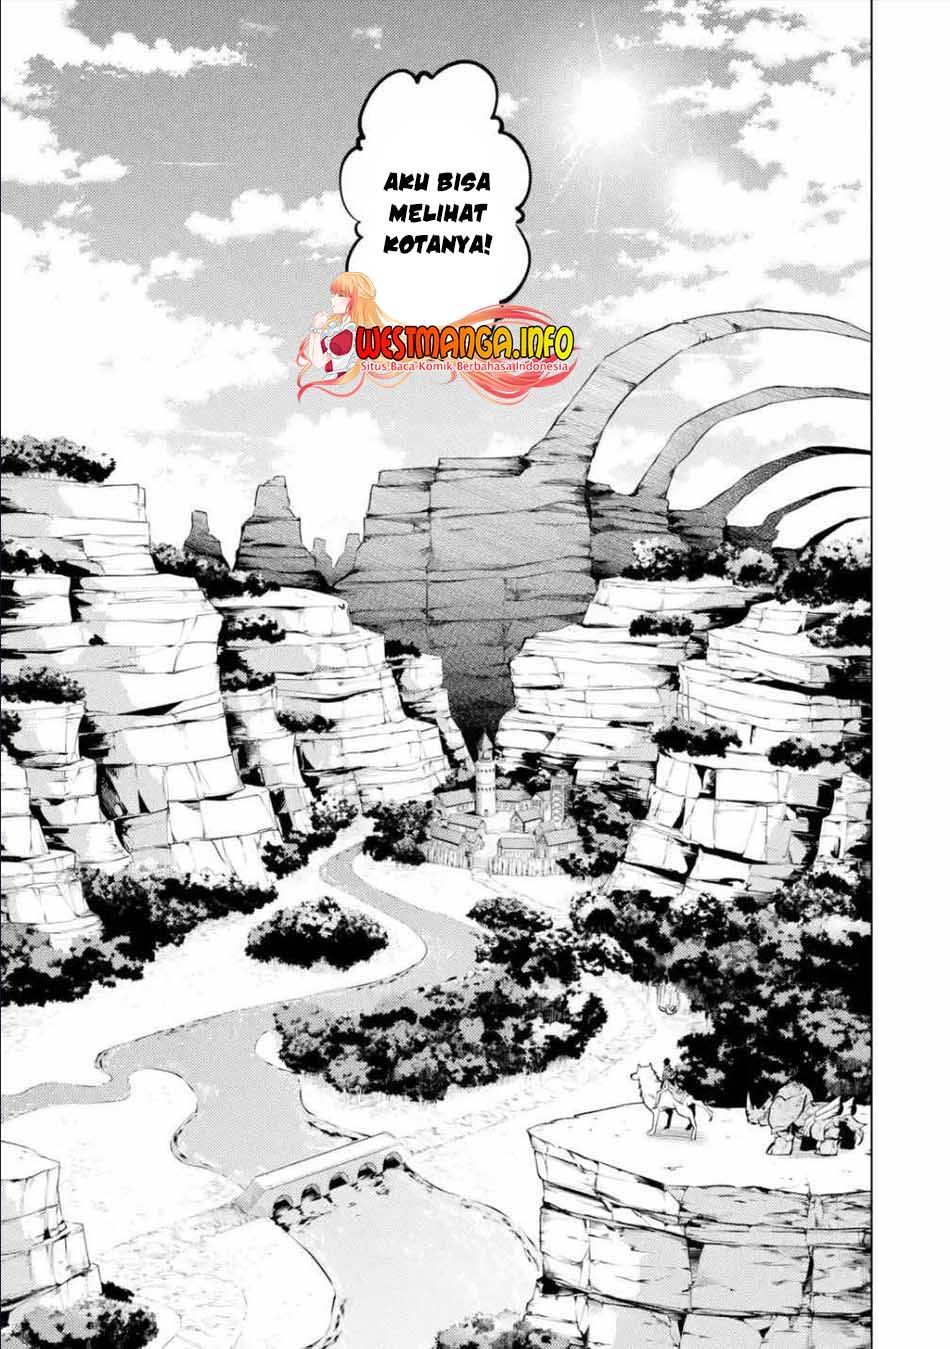 AKU BISA
MELIHAT
KOTANYA!
WESTMANGA.INFO
Situs Baca Komik Berbahasa Indonesia